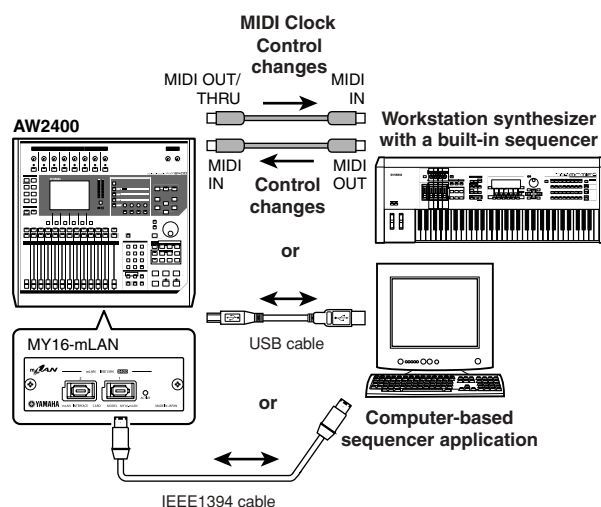 MIDI Clock
Control
changes
MIDI OUT/
THRU
MIDI
IN
AW2400
Workstation synthesizer
with a built-in sequencer
MIDI
IN
MIDI
OUT
Control
changes
or
MY16-mLAN
USB cable
mLAN
YAMAHA
or
Computer-based
sequencer application
IEEE1394 cable